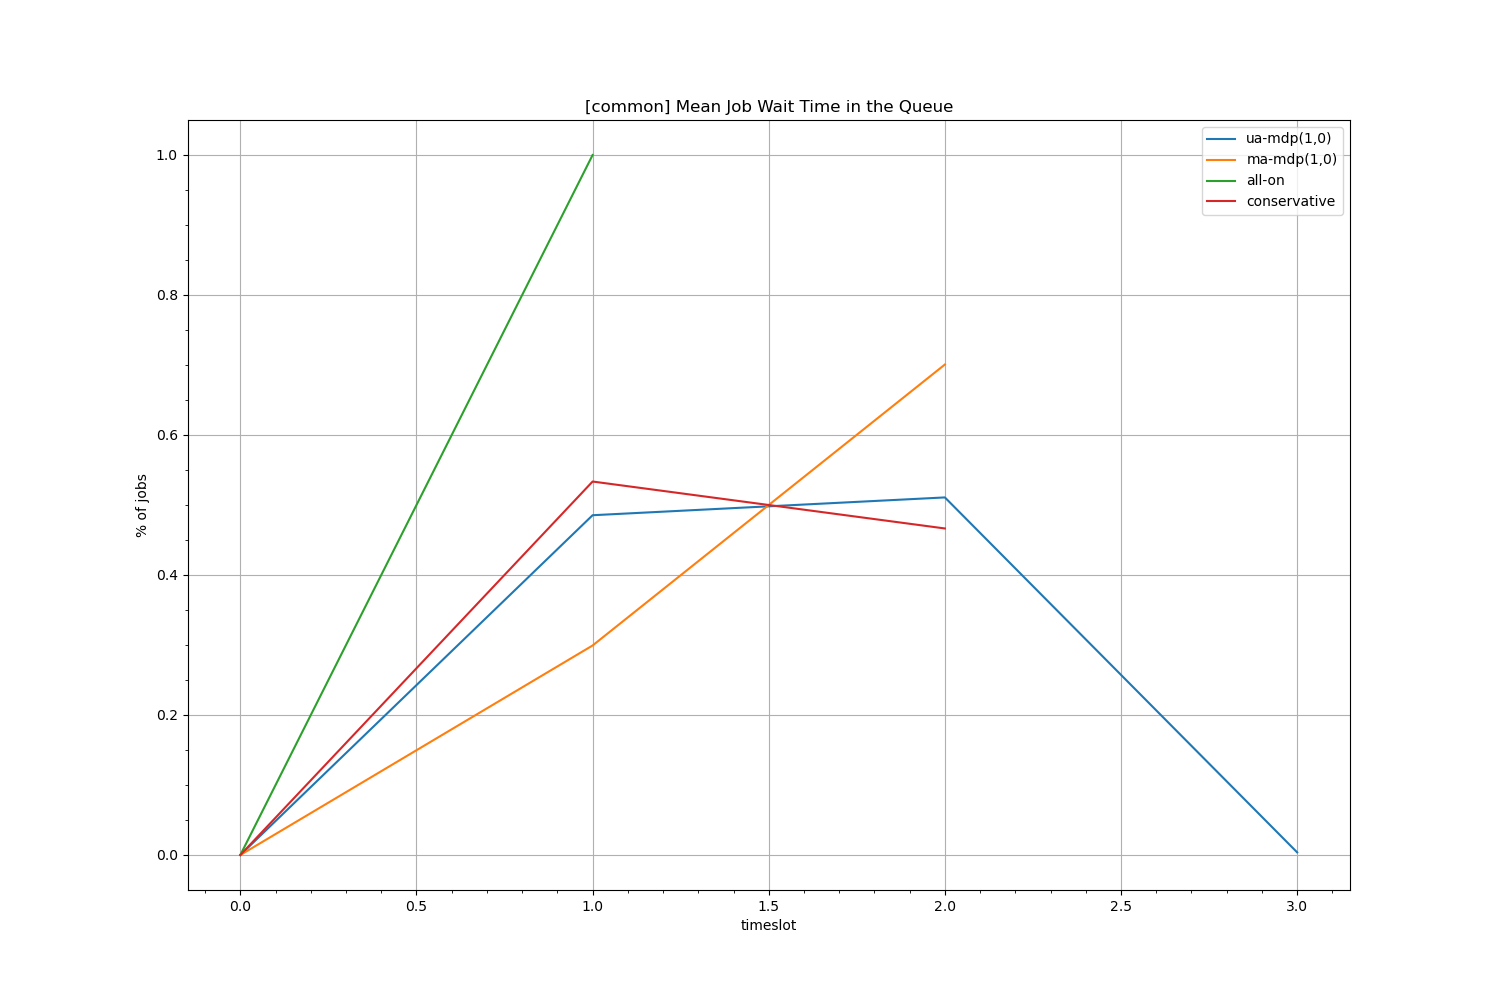 [common] Mean Job Wait Time in the Queue
ua-mdp(1,0)
ma-mdp(1,0)
all-on
conservative
1.0
0.8
0.6
0.4
0.2
0.0
% of jobs
0.0 0.5 1.0 1.5 2.0 2.5 3.0
timeslot